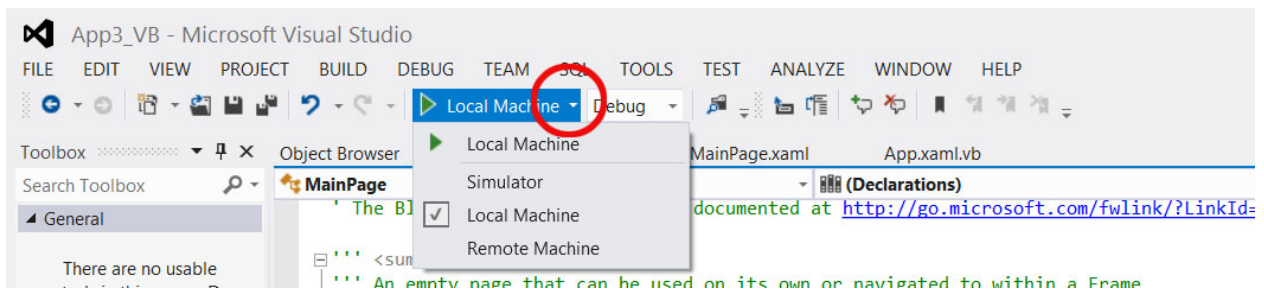 App3_VB - Microsoft Visual Studio
FILE EDIT VIEW PROJECT BUILD DEBUG TEAM SQL TOOLS TEST ANALYZE WINDOW HELP
Local Machine Debug
Toolbox Object Browser Local Machine MainPage.xaml App.xaml.vb
Search Toolbox MainPage Simulator (Declarations)
General ' The Bl Local Machine documented at http://go.microsoft.com/fwlink/?LinkId=
Remote Machine
There are no usable ''' <sum
''' An empty page that can be used on its own or navigated to within a Frame